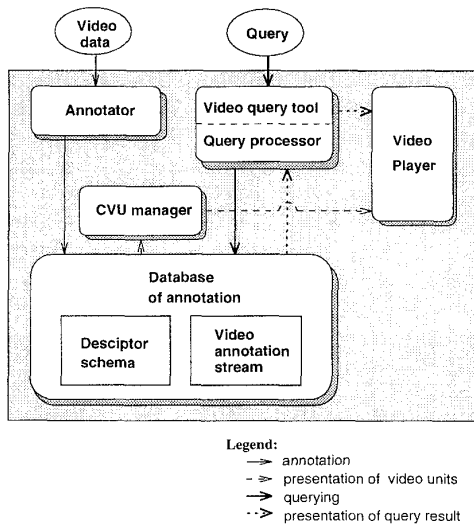 Video
data
Query
Annotator
Video query tool
Query processor
Video
Player
CVU manager
Database
of annotation
Desciptor
schema
Video
annotation
stream
Legend:
annotation
presentation of video units
querying
presentation of query result